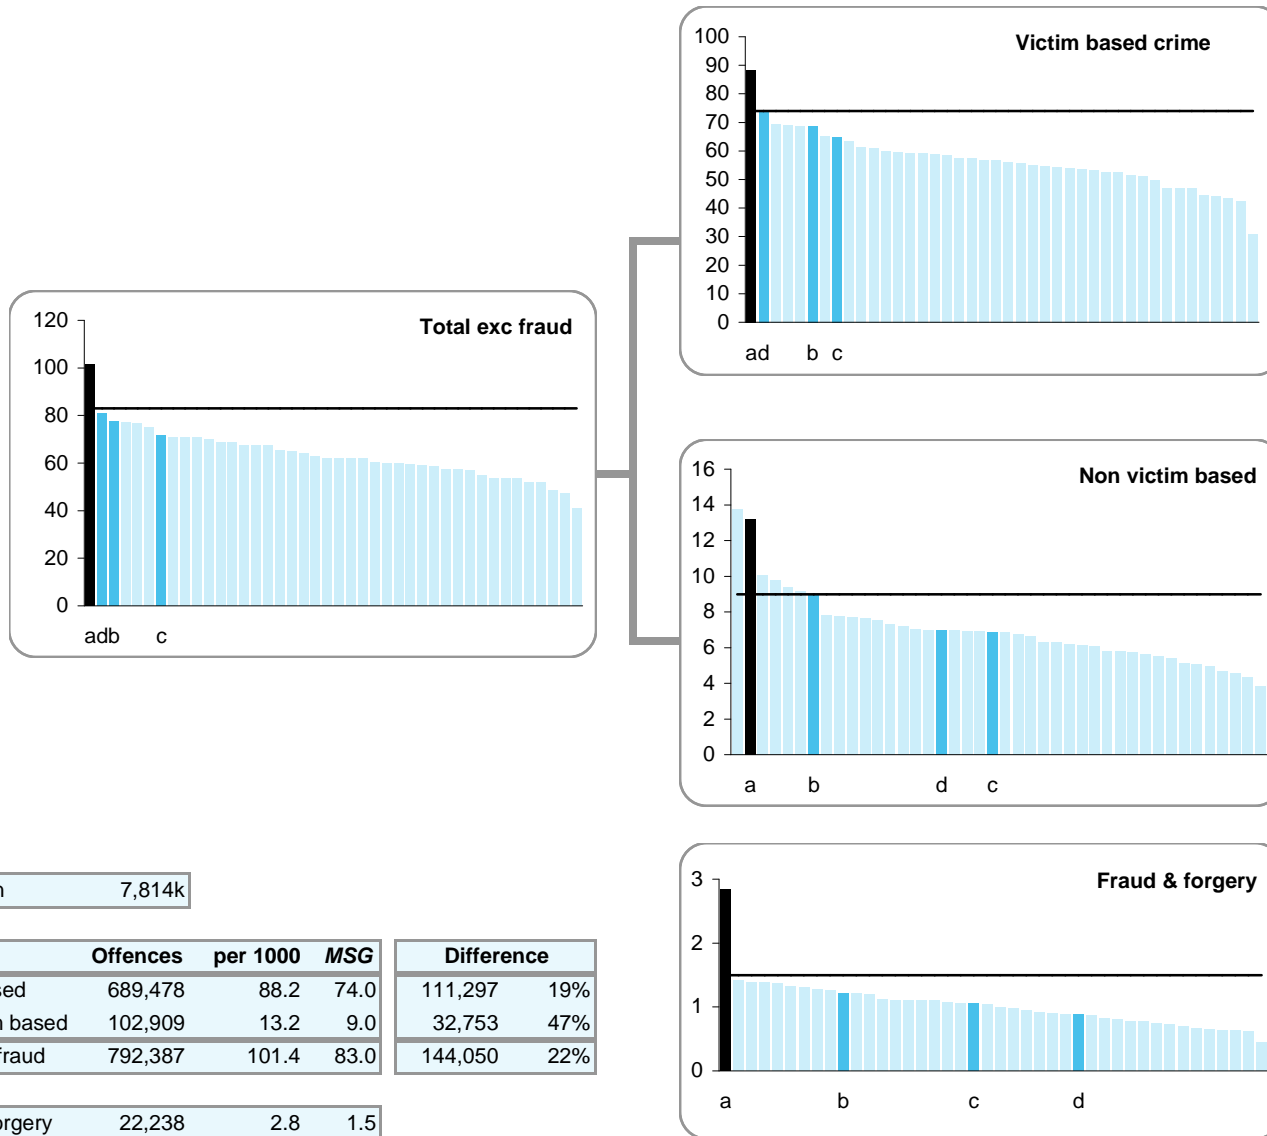 Victim based crime
100
90
80
70
60
50
40
30
20
10
0
ad b c
Total exc fraud
120
100
80
60
40
20
0
adb c
Non victim based
16
14
12
10
8
6
4
2
0
a b d c
Fraud & forgery
3
2
1
0
a b c d
n 7,814k
Offences per 1000 MSG Difference
sed 689,478 88.2 74.0 111,297 19%
n based 102,909 13.2 9.0 32,753 47%
fraud 792,387 101.4 83.0 144,050 22%
orgery 22,238 2.8 1.5